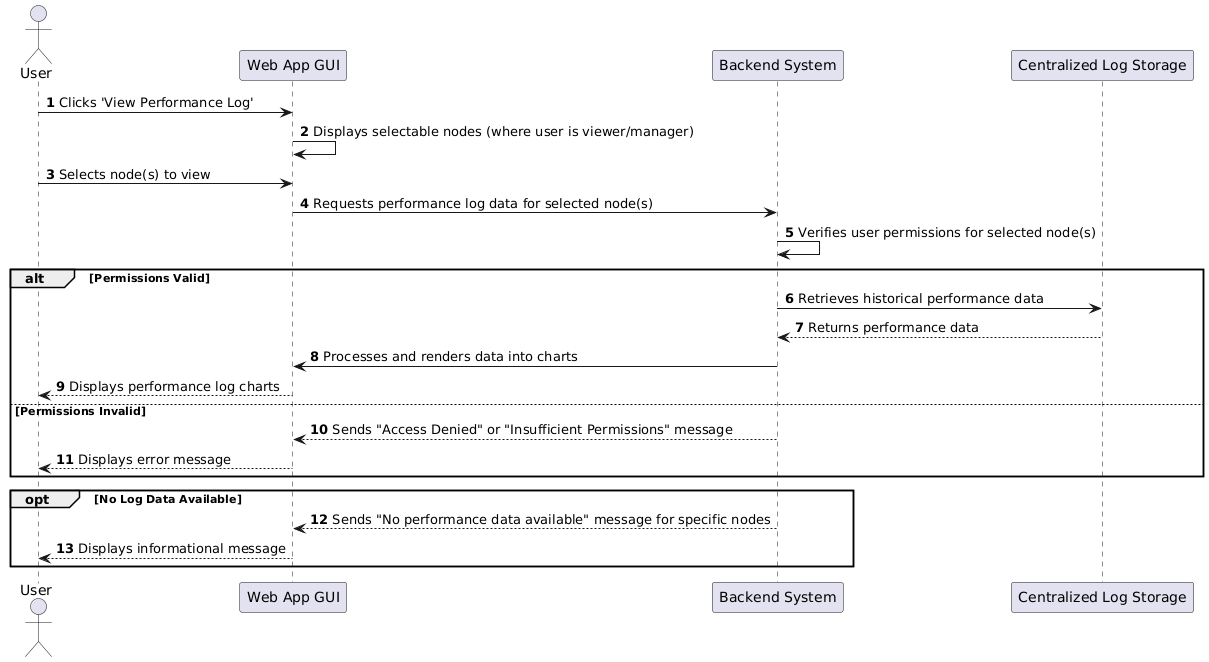 User
Web App GUI
Backend System
Centralized Log Storage
1 Clicks 'View Performance Log'
2 Displays selectable nodes (where user is viewer/manager)
3 Selects node(s) to view
4 Requests performance log data for selected node(s)
5 Verifies user permissions for selected node(s)
alt [Permissions Valid]
6 Retrieves historical performance data
7 Returns performance data
8 Processes and renders data into charts
9 Displays performance log charts
[Permissions Invalid]
10 Sends "Access Denied" or "Insufficient Permissions" message
11 Displays error message
opt [No Log Data Available]
12 Sends "No performance data available" message for specific nodes
13 Displays informational message
User
Web App GUI
Backend System
Centralized Log Storage